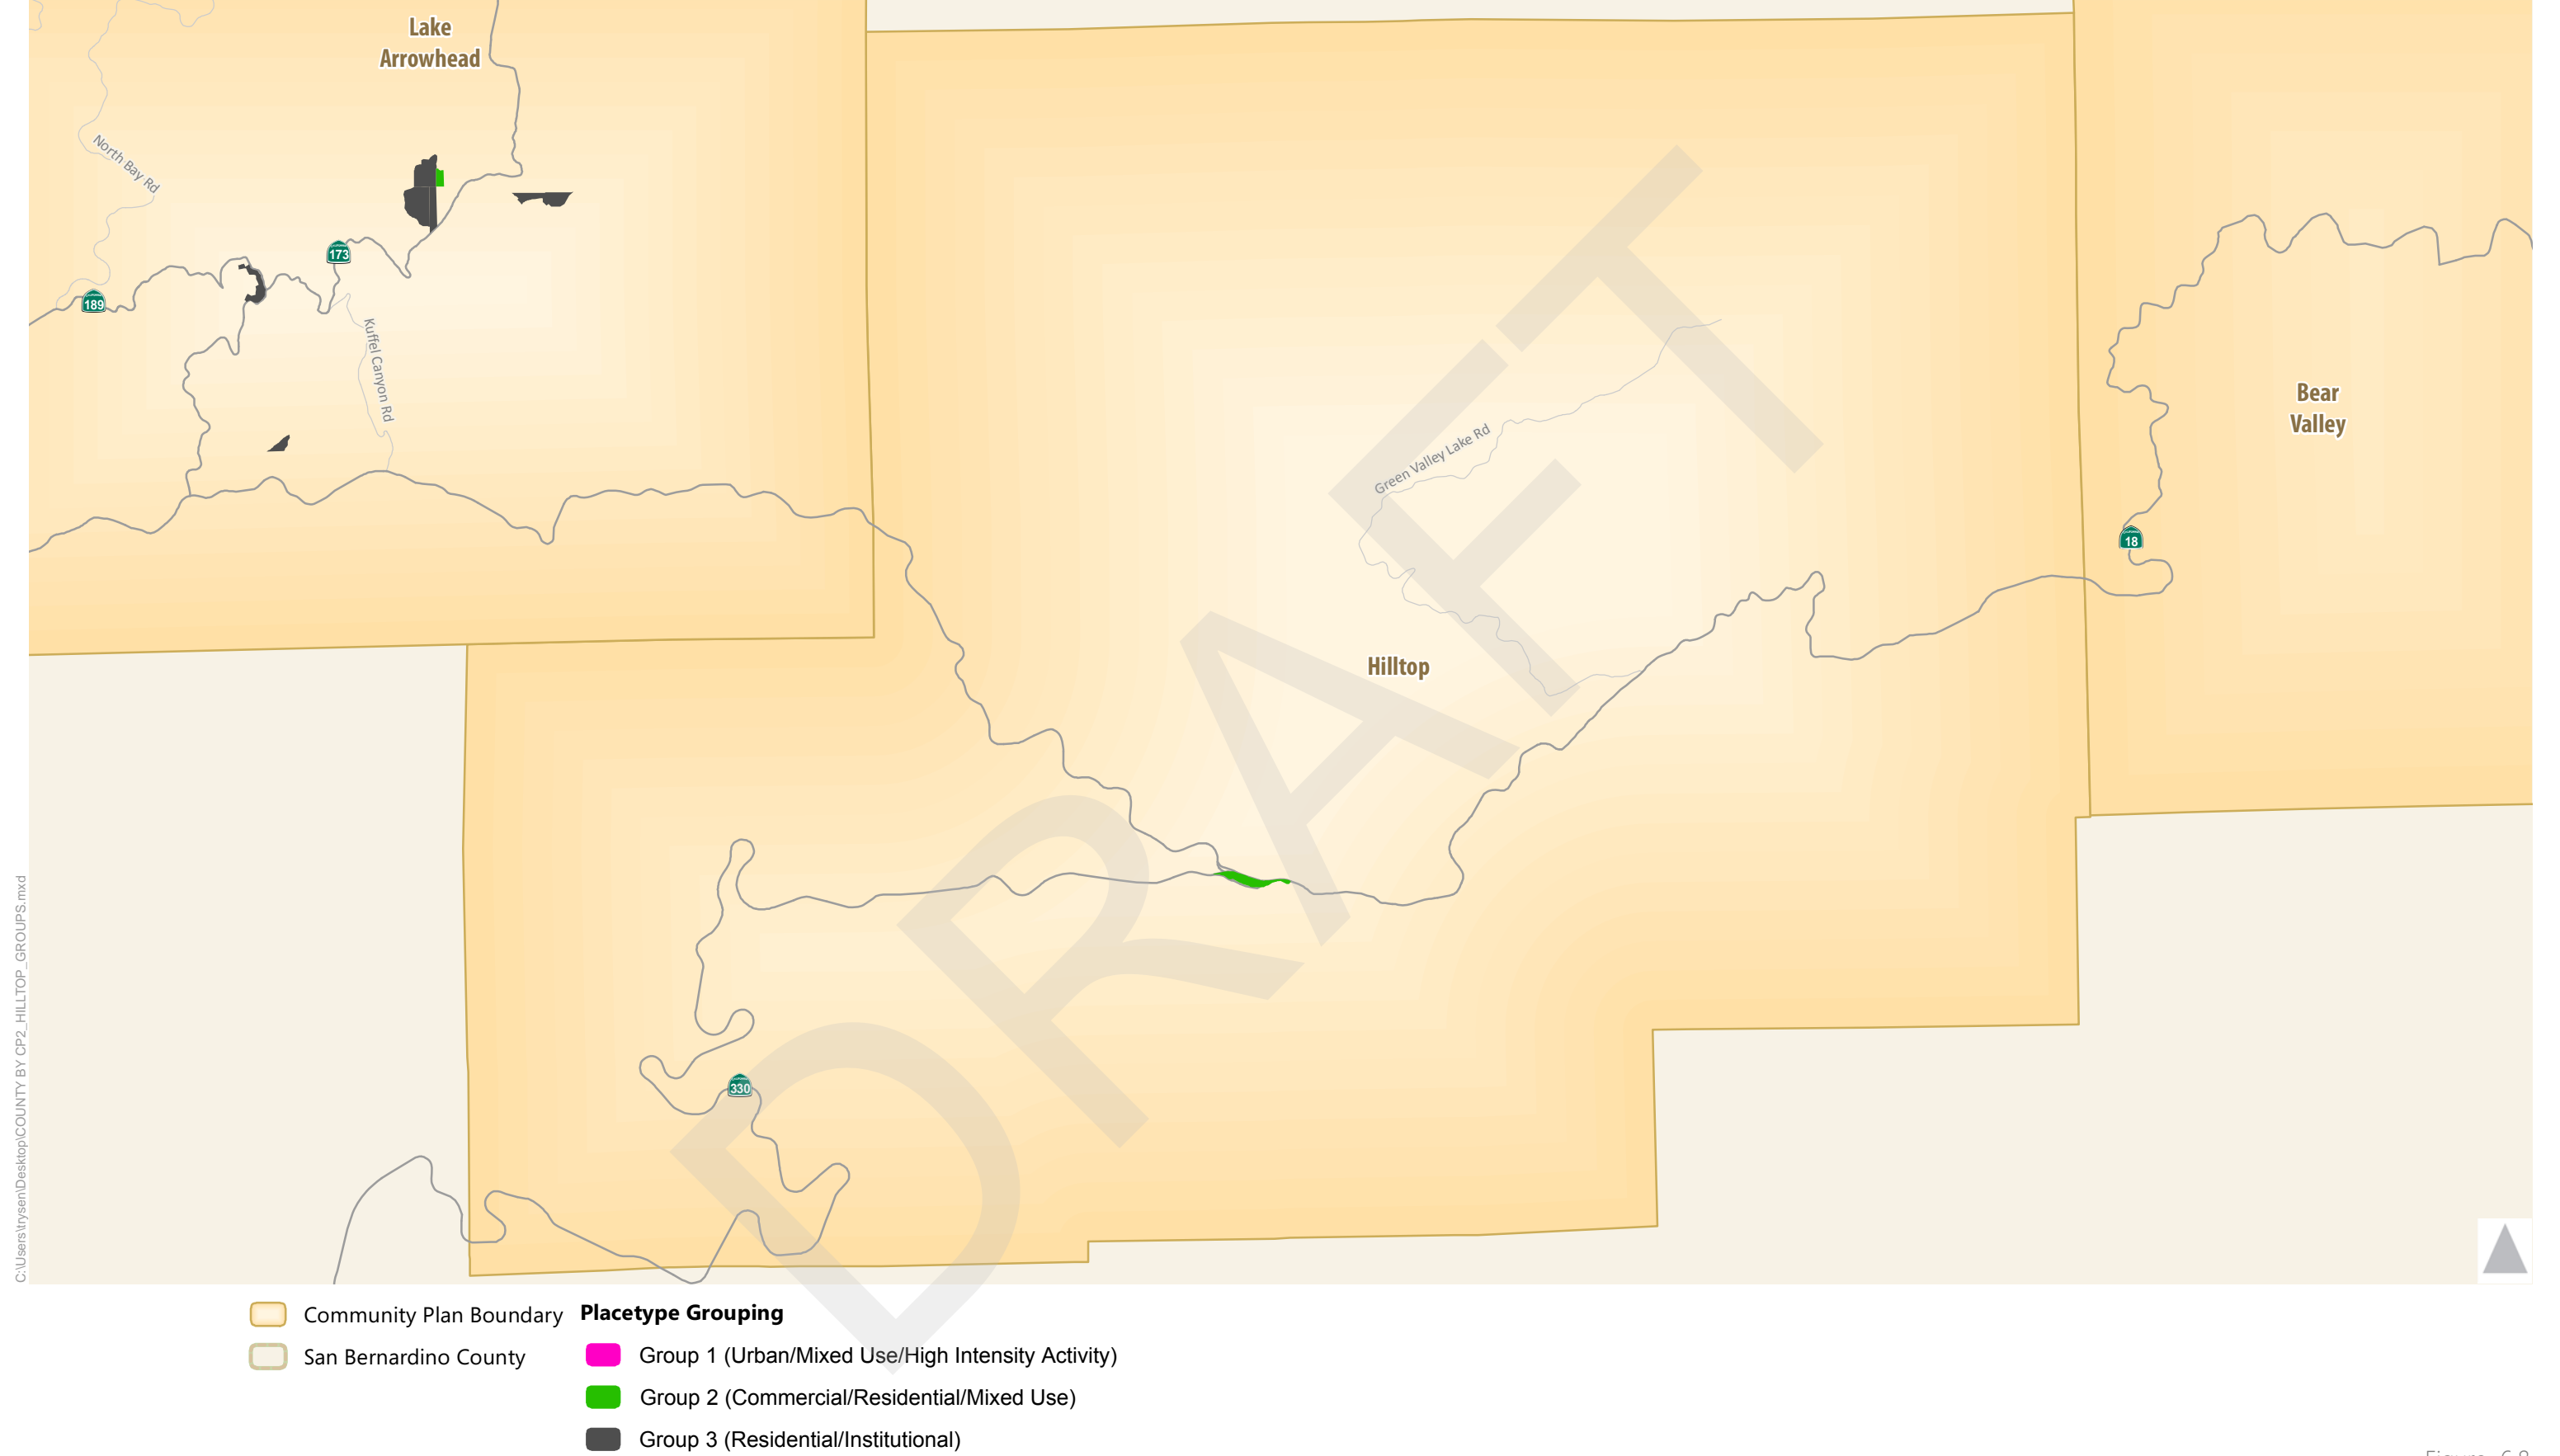 Lake
Arrowhead
North Bay Rd
173
189
Kuffel Canyon Rd
Green Valley Lake Rd
Bear
Valley
18
Hilltop
330
DRAFT
C:\Users\trysen\Desktop\COUNTY BY CP2_HILLTOP_GROUPS.mxd
Community Plan Boundary
San Bernardino County
Placetype Grouping
Group 1 (Urban/Mixed Use/High Intensity Activity)
Group 2 (Commercial/Residential/Mixed Use)
Group 3 (Residential/Institutional)